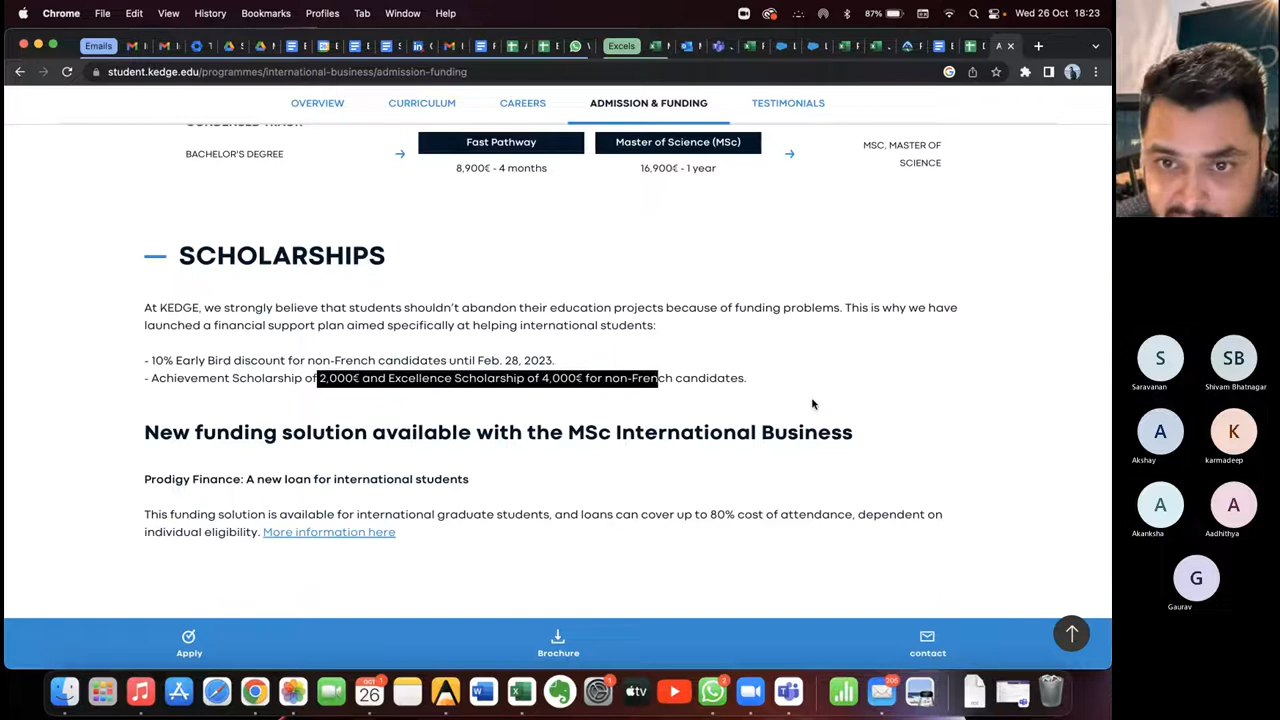 Chrome File Edit View History Bookmarks Profiles Tab Window Help 87% Wed 26 Oct 18:23
Emails Excels
student.kedge.edu/programmes/international-business/admission-funding
OVERVIEW CURRICULUM CAREERS ADMISSION & FUNDING TESTIMONIALS
CONDENSED TRACK
BACHELOR'S DEGREE
Fast Pathway
8,900€ - 4 months
Master of Science (MSc)
16,900€ - 1 year
MSC, MASTER OF
SCIENCE
SCHOLARSHIPS
At KEDGE, we strongly believe that students shouldn't abandon their education projects because of funding problems. This is why we have
launched a financial support plan aimed specifically at helping international students:
- 10% Early Bird discount for non-French candidates until Feb. 28, 2023.
- Achievement Scholarship of 2,000€ and Excellence Scholarship of 4,000€ for non-French candidates.
New funding solution available with the MSc International Business
Prodigy Finance: A new loan for international students
This funding solution is available for international graduate students, and loans can cover up to 80% cost of attendance, dependent on
individual eligibility. More information here
Apply
Brochure
contact
OCT 26
tv
S
Saravanan
SB
Shivam Bhatnagar
A
Akshay
K
karmadeep
A
Akanksha
A
Aadhithya
G
Gaurav